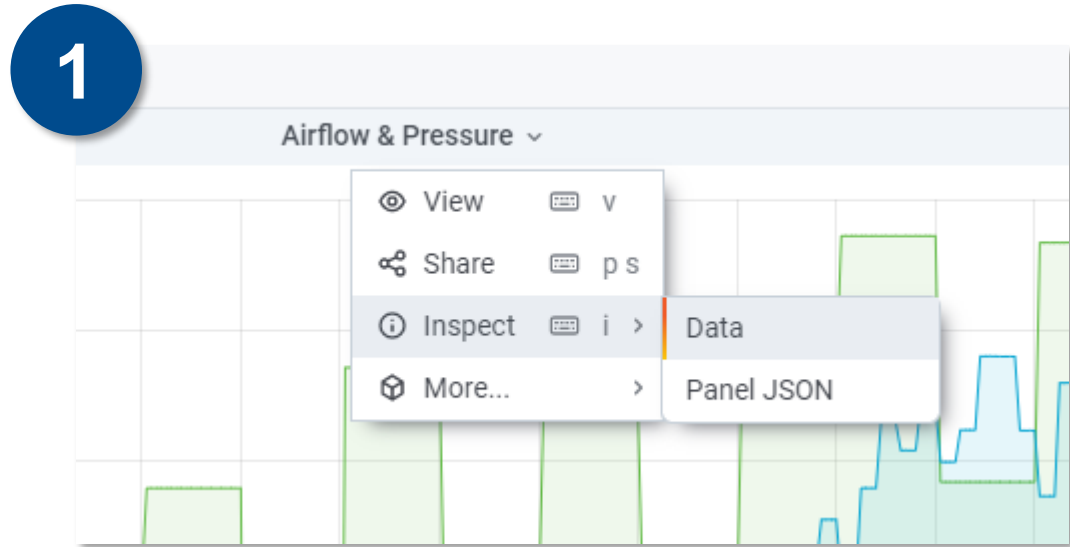 1
Airflow & Pressure
View v
Share p s
Inspect i
Data
Panel JSON
More...